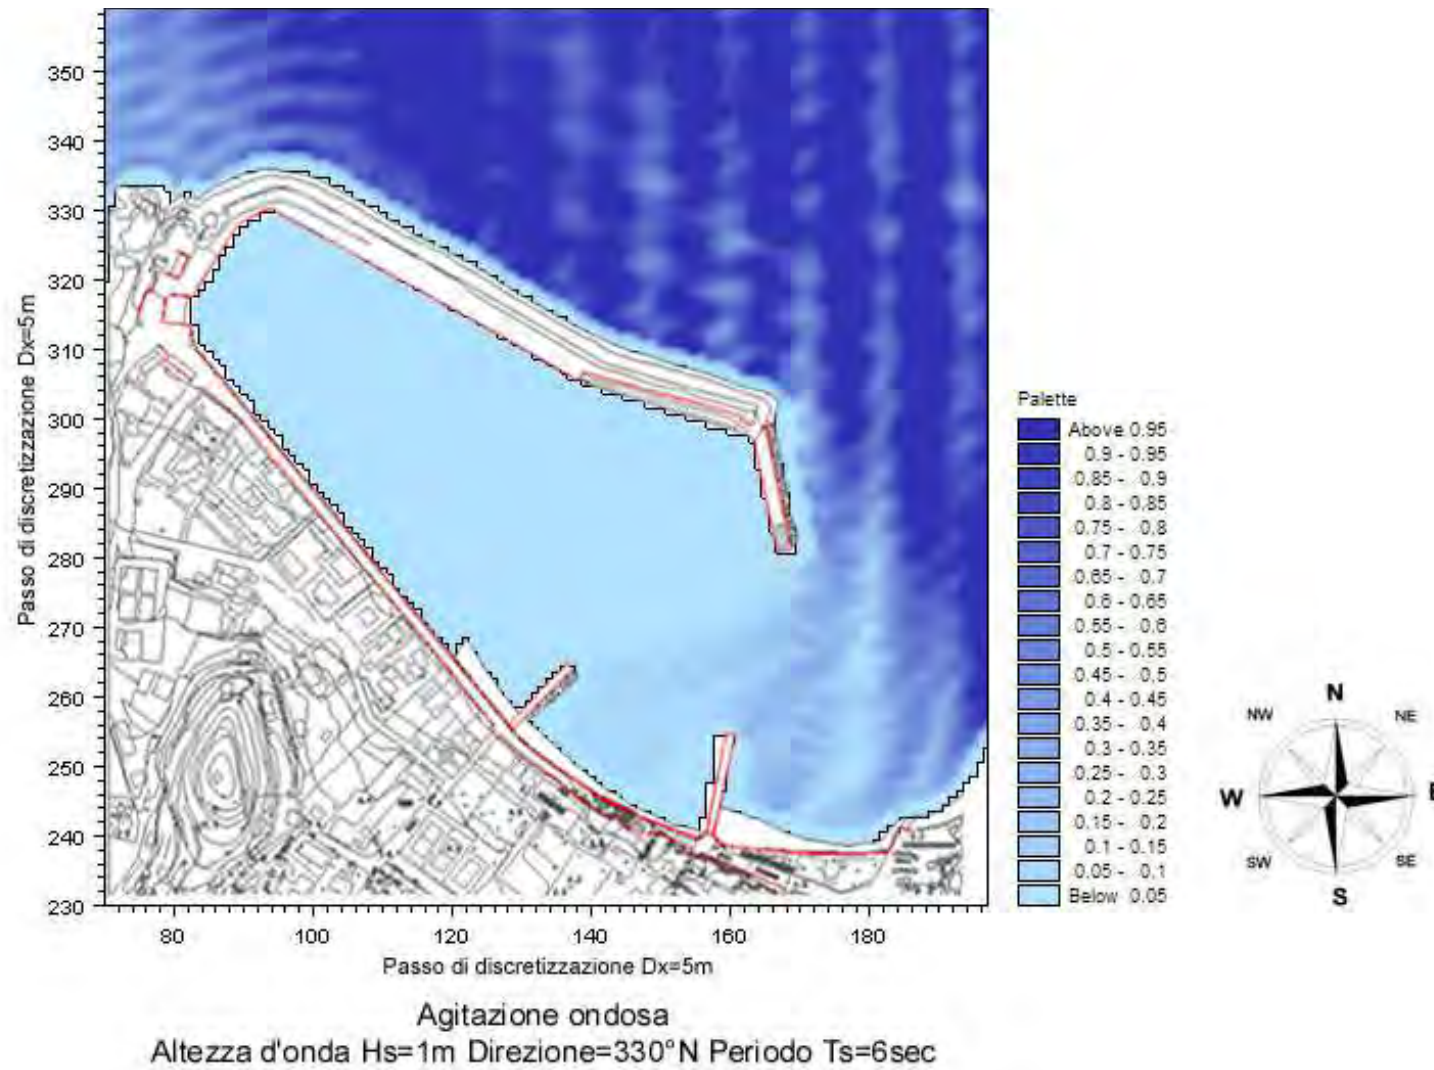 350
340
330
320
310
300
290
280
270
260
250
240
230
Passo di discretizzazione Dx=5m
80 100 120 140 160 180
Passo di discretizzazione Dx=5m
Palette
Above 0.95
0.9 - 0.95
0.85 - 0.9
0.8 - 0.85
0.75 - 0.8
0.7 - 0.75
0.65 - 0.7
0.6 - 0.65
0.55 - 0.6
0.5 - 0.55
0.45 - 0.5
0.4 - 0.45
0.35 - 0.4
0.3 - 0.35
0.25 - 0.3
0.2 - 0.25
0.15 - 0.2
0.1 - 0.15
0.05 - 0.1
Below 0.05
N
NW NE
W E
SW SE
S
Agitazione ondosa
Altezza d'onda Hs=1m Direzione=330°N Periodo Ts=6sec